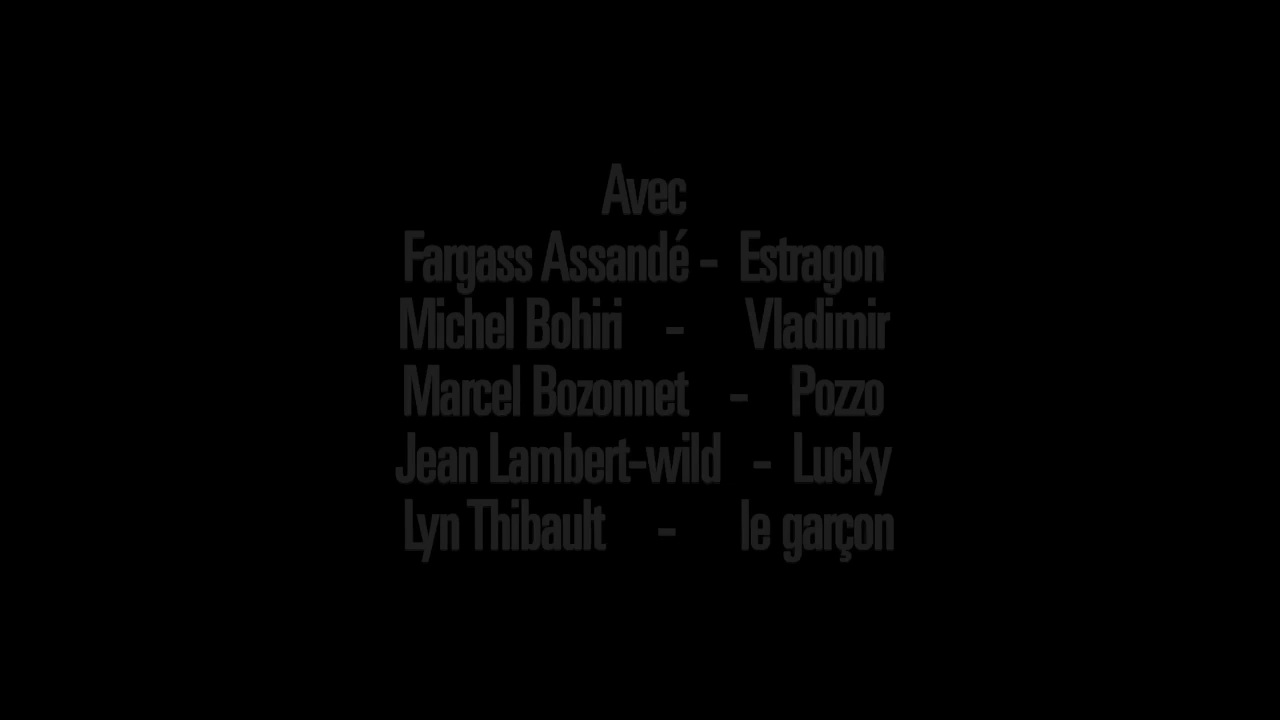 Avec
Fargass Assandé - Estragon
Michel Bohiri - Vladimir
Marcel Bozonnet - Pozzo
Jean Lambert-wild - Lucky
Lyn Thibault - le garçon